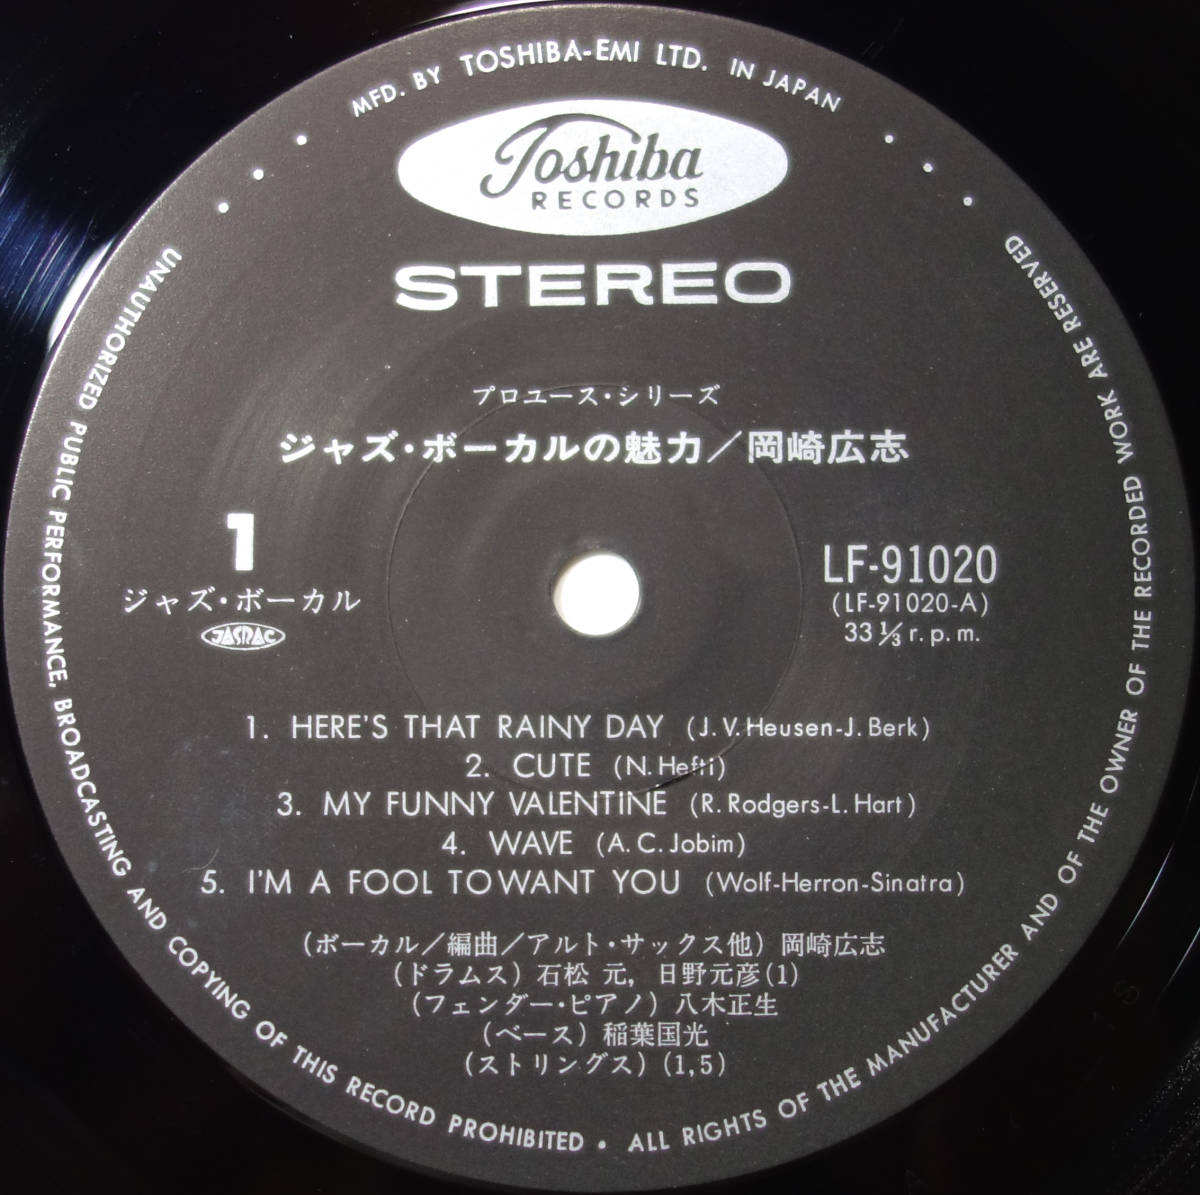 MFD. BY TOSHIBA-EMI LTD. IN JAPAN
Toshiba
RECORDS
STEREO
プロユース・シリーズ
ジャズ・ボーカルの魅力／岡崎広志
1
ジャズ・ボーカル
JASRAC
LF-91020
(LF-91020-A)
33 1/3 r.p.m.
1. HERE'S THAT RAINY DAY (J.V.Heusen-J.Berk)
2. CUTE (N.Hefti)
3. MY FUNNY VALENTINE (R.Rodgers-L.Hart)
4. WAVE (A.C.Jobim)
5. I'M A FOOL TO WANT YOU (Wolf-Herron-Sinatra)
(ボーカル／編曲／アルト・サックス他) 岡崎広志
(ドラムス) 石松 元, 日野元彦(1)
(フェンダー・ピアノ) 八木正生
(ベース) 稲葉国光
(ストリングス) (1,5)
UNAUTHORIZED PUBLIC PERFORMANCE, BROADCASTING AND COPYING OF THIS RECORD PROHIBITED • ALL RIGHTS OF THE MANUFACTURER AND OF THE OWNER OF THE RECORDED WORK ARE RESERVED